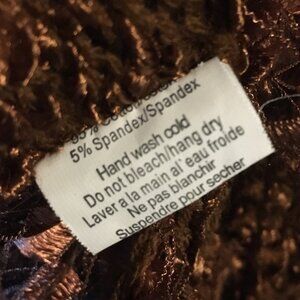 5% Spandex/Spandex
Hand wash cold
Do not bleach/hang dry
Laver a la main al' eau froide
Ne pas blanchir
Suspendre pour secher